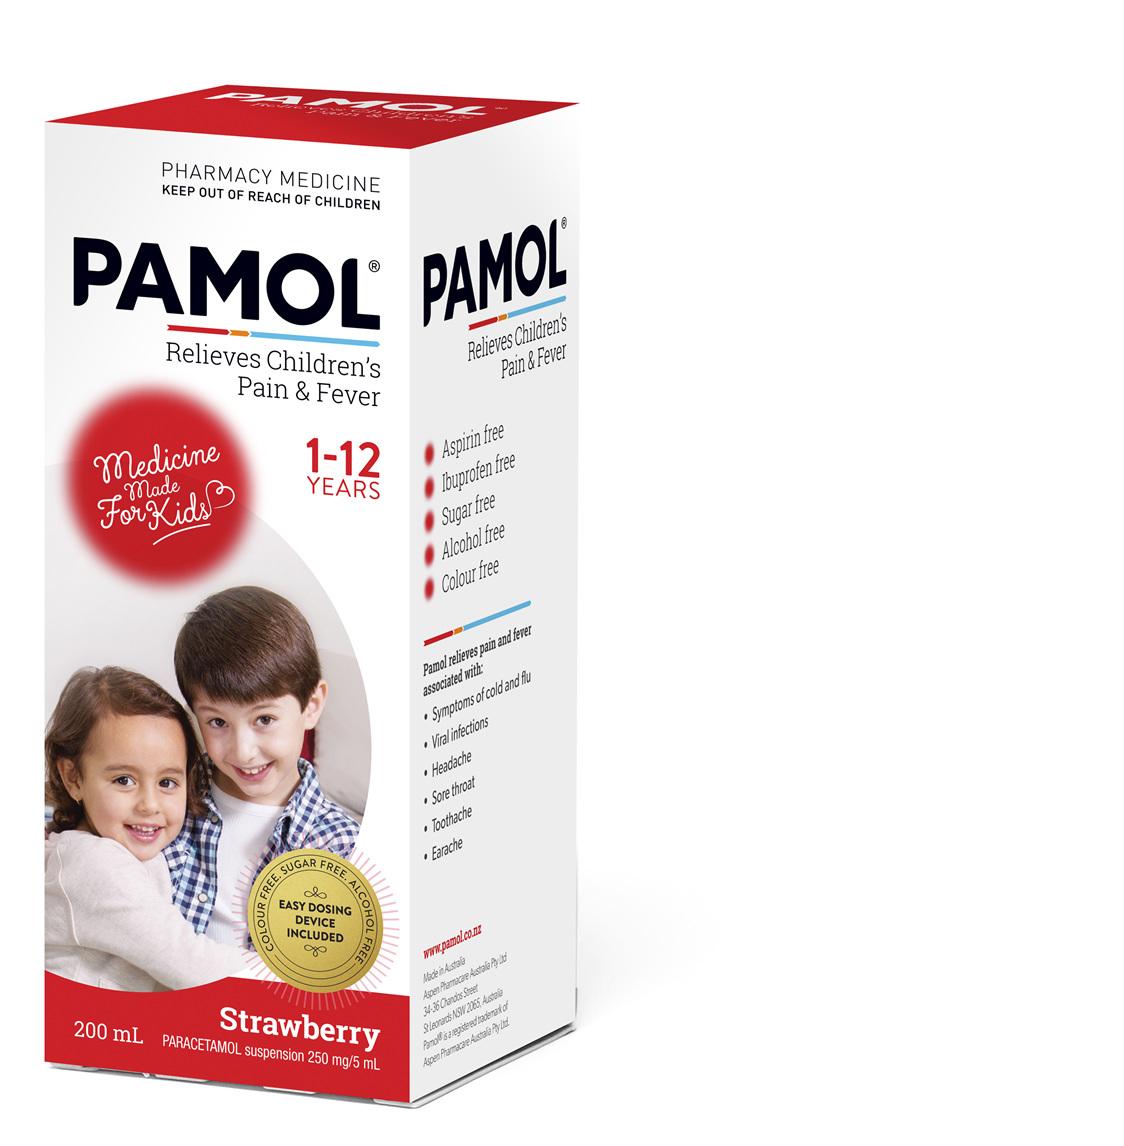 PAMOL®
Relieves Children's
Pain & Fever
PHARMACY MEDICINE
KEEP OUT OF REACH OF CHILDREN
PAMOL®
Relieves Children's
Pain & Fever
Medicine
Made
For Kids
1-12
YEARS
COLOUR FREE. SUGAR FREE. ALCOHOL FREE.
EASY DOSING
DEVICE
INCLUDED
Strawberry
200 mL
PARACETAMOL suspension 250 mg/5 mL
PAMOL®
Relieves Children's
Pain & Fever
Aspirin free
Ibuprofen free
Sugar free
Alcohol free
Colour free
Pamol relieves pain and fever
associated with:
• Symptoms of cold and flu
• Viral infections
• Headache
• Sore throat
• Toothache
• Earache
www.pamol.co.nz
Made in Australia
Aspen Pharmacare Australia Pty Ltd
34-36 Chandos Street
St Leonards NSW 2065, Australia
Pamol® is a registered trademark of
Aspen Pharmacare Australia Pty Ltd.